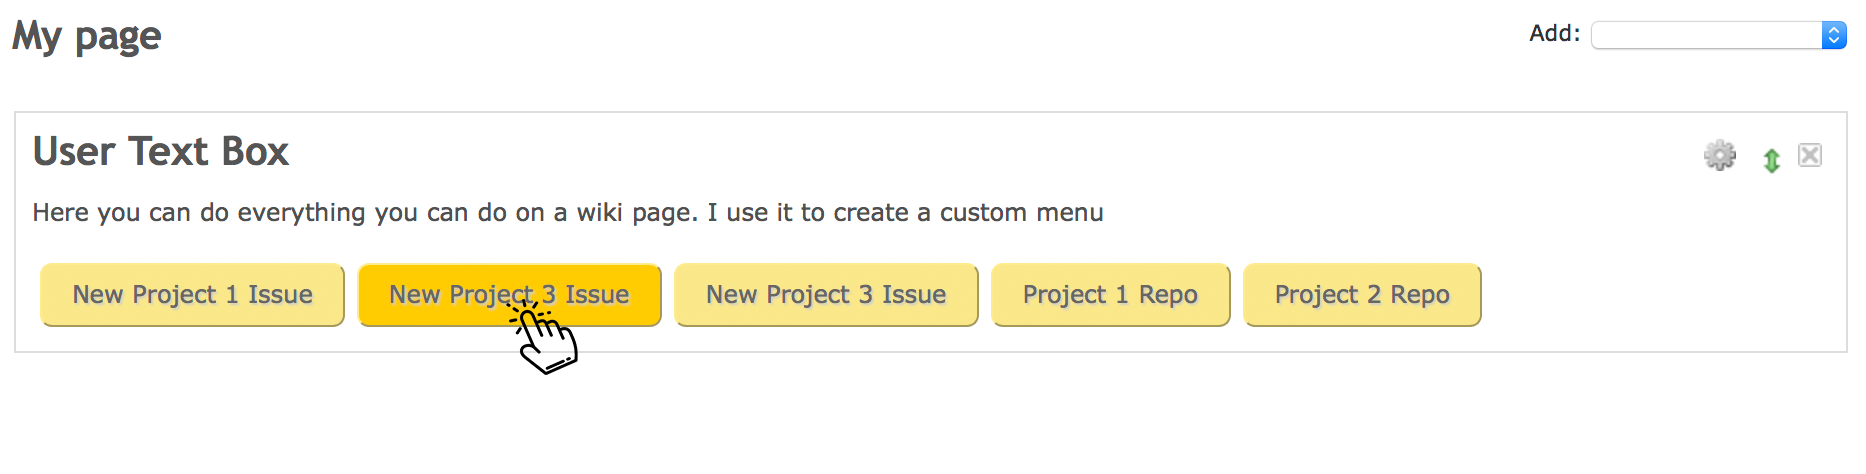 My page
Add:
User Text Box
Here you can do everything you can do on a wiki page. I use it to create a custom menu
New Project 1 Issue
New Project 3 Issue
New Project 3 Issue
Project 1 Repo
Project 2 Repo